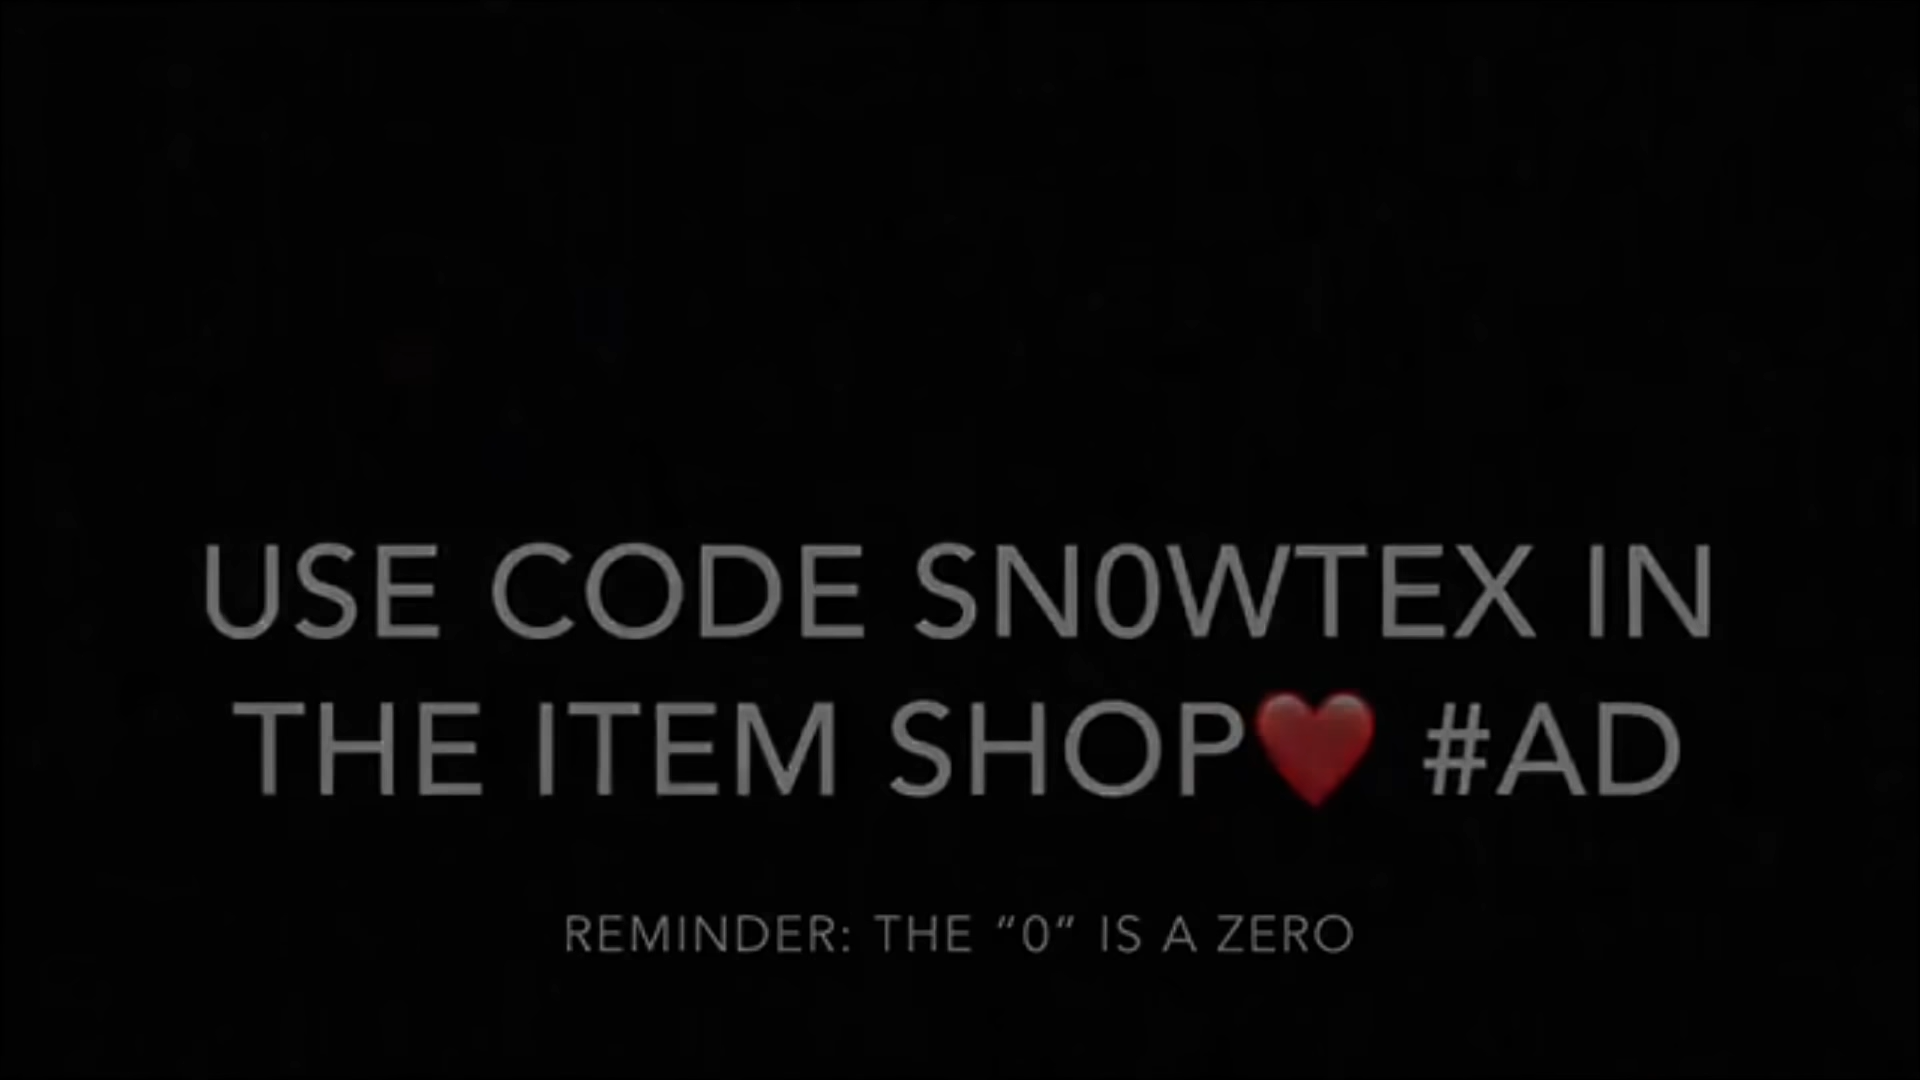 USE CODE SN0WTEX IN
THE ITEM SHOP❤️ #AD
REMINDER: THE “0” IS A ZERO